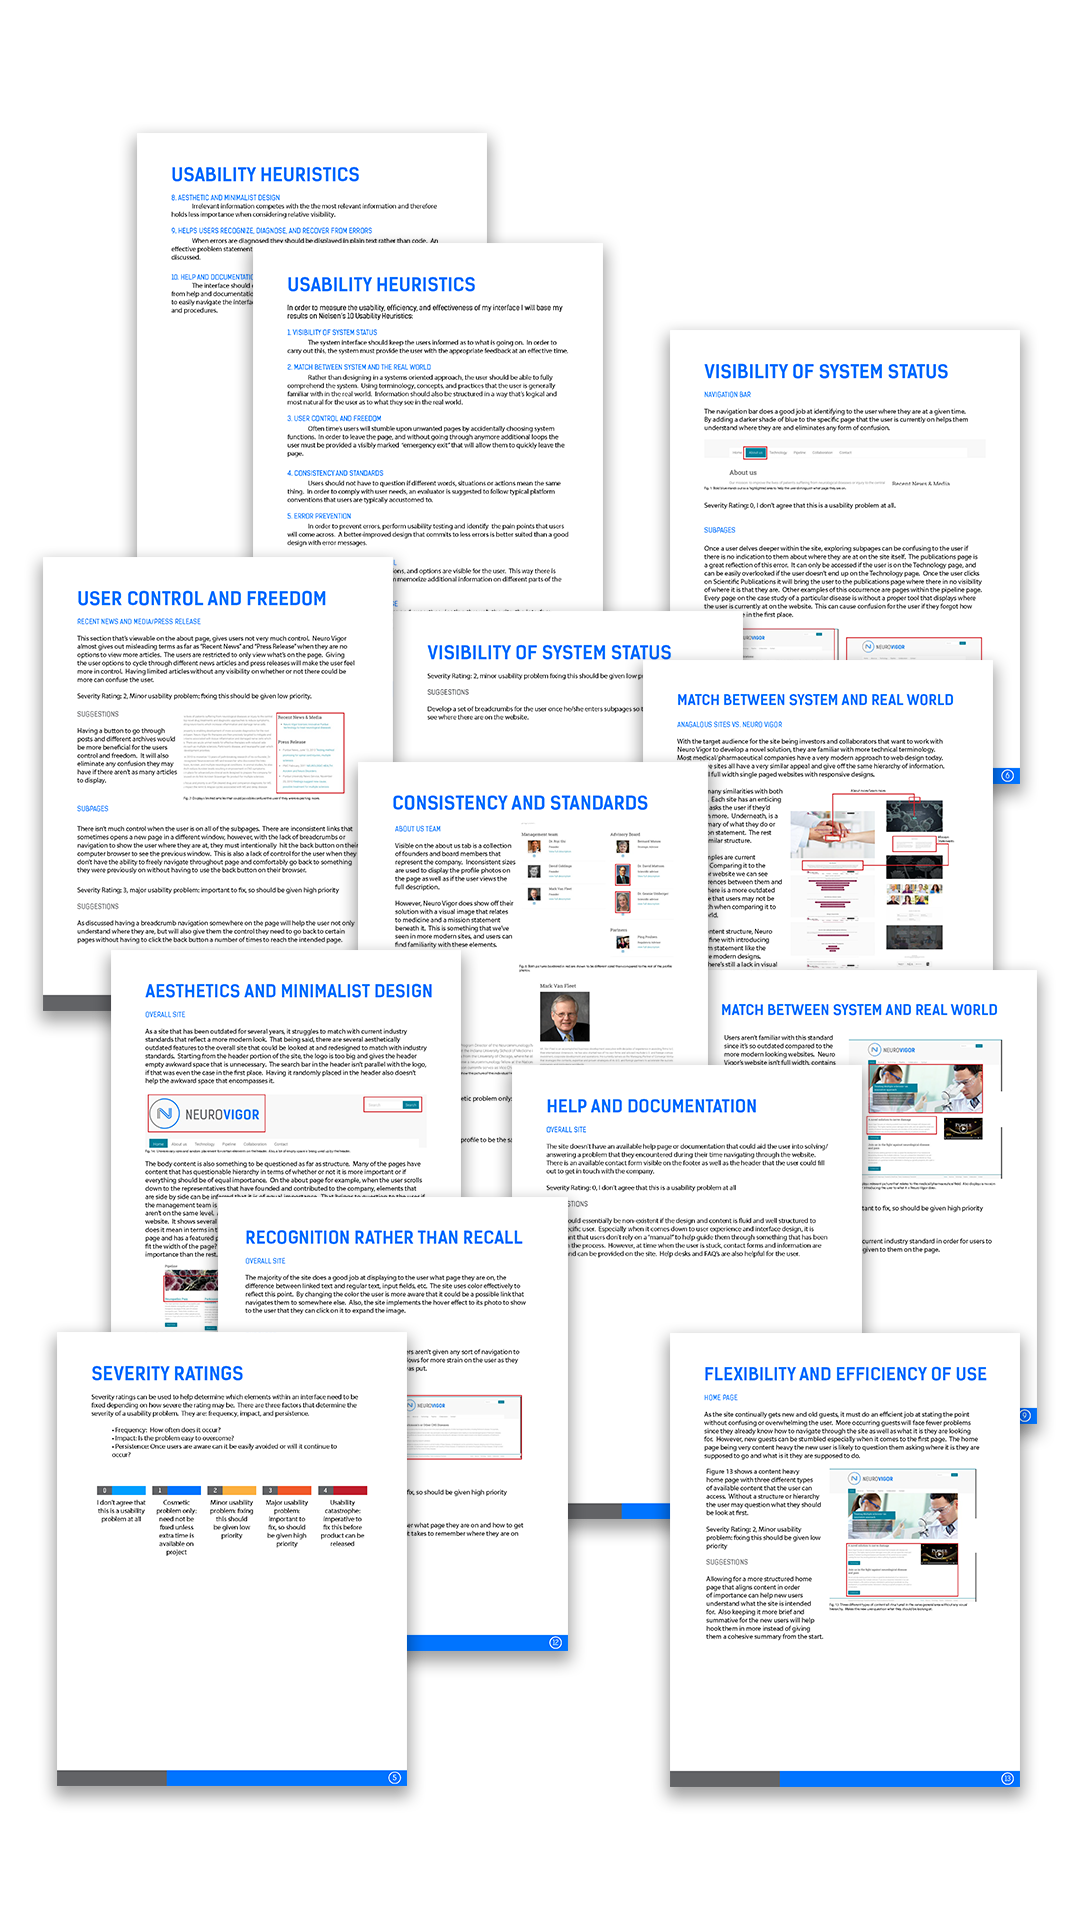 USABILITY HEURISTICS
8. AESTHETIC AND MINIMALIST DESIGN
Irrelevant information competes with the the most relevant information and therefore
holds less importance when considering relative visibility.
9. HELPS USERS RECOGNIZE, DIAGNOSE, AND RECOVER FROM ERRORS
When errors are diagnosed they should be displayed in plain text rather than code. An
effective problem statement
discussed.
10. HELP AND DOCUMENTATIO
The interface should
from help and documentatio
to easily navigate the interfa
and procedures.
USABILITY HEURISTICS
In order to measure the usability, efficiency, and effectiveness of my interface I will base my
results on Nielsen's 10 Usability Heuristics:
1. VISIBILITY OF SYSTEM STATUS
The system interface should keep the users informed as to what is going on. In order to
carry out this, the system must provide the user with the appropriate feedback at an effective time.
2. MATCH BETWEEN SYSTEM AND THE REAL WORLD
Rather than designing in a systems oriented approach, the user should be able to fully
comprehend the system. Using terminology, concepts, and practices that the user is generally
familiar with in the real world. Information should also be structured in a way that's logical and
most natural for the user as to what they see in the real world.
3. USER CONTROL AND FREEDOM
Often time's users will stumble upon unwanted pages by accidentally choosing system
functions. In order to leave the page, and without going through anymore additional loops the
user must be provided a visibly marked "emergency exit" that will allow them to quickly leave the
page.
4. CONSISTENCY AND STANDARDS
Users should not have to question if different words, situations or actions mean the same
thing. In order to comply with user needs, an evaluator is suggested to follow typical platform
conventions that users are typically accustomed to.
5. ERROR PREVENTION
In order to prevent errors, perform usability testing and identify the pain points that users
will come across. A better-improved design that commits to less errors is better suited than a good
design with error messages.
ons, and options are visible for the user. This way there is
n memorize additional information on different parts of the
VISIBILITY OF SYSTEM STATUS
NAVIGATION BAR
The navigation bar does a good job at identifying to the user where they are at a given time.
By adding a darker shade of blue to the specific page that the user is currently on helps them
understand where they are and eliminates any form of confusion.
Home About us Technology Pipeline Collaboration Contact
About us
Recent News & Media
Severity Rating: 0, I don't agree that this is a usability problem at all.
SUBPAGES
Once a user delves deeper within the site, exploring subpages can be confusing to the user if
there is no indication to them about where they are at on the site itself. The publications page is
a great reflection of this error. It can only be accessed if the user is on the Technology page, and
can be easily overlooked if the user doesn't end up on the Technology page. Once the user clicks
on Scientific Publications it will bring the user to the publications page where there in no visibility
of where it is that they are. Other examples of this occurrence are pages within the pipeline page.
Every page on the case study of a particular disease is without a proper tool that displays where
the user is currently at on the website. This can cause confusion for the user if they forgot how
e in the first place.
NEUROVIGOR
NEUROVIGOR
6
USER CONTROL AND FREEDOM
RECENT NEWS AND MEDIA/PRESS RELEASE
This section that's viewable on the about page, gives users not very much control. Neuro Vigor
almost gives out misleading terms as far as "Recent News" and "Press Release" when they are no
options to view more articles. The users are restricted to only view what's on the page. Giving
the user options to cycle through different news articles and press releases will make the user feel
more in control. Having limited articles without any visibility on whether or not there could be
more can confuse the user.
Severity Rating: 2, Minor usability problem: fixing this should be given low priority.
SUGGESTIONS
Having a button to go through
posts and different archives would
be more beneficial for the users
control and freedom. It will also
eliminate any confusion they may
have if there aren't as many articles
to display.
Recent News & Media
Press Release
SUBPAGES
There isn't much control when the user is on all of the subpages. There are inconsistent links that
sometimes opens a new page in a different window, however, with the lack of breadcrumbs or
navigation to show the user where they are at, they must intentionally hit the back button on their
computer browser to see the previous window. This is also a lack of control for the user when they
don't have the ability to freely navigate throughout page and comfortably go back to something
they were previously on without having to use the back button on their browser.
Severity Rating: 3, major usability problem: important to fix, so should be given high priority
SUGGESTIONS
As discussed having a breadcrumb navigation somewhere on the page will help the user not only
understand where they are, but will also give them the control they need to go back to certain
pages without having to click the back button a number of times to reach the intended page.
VISIBILITY OF SYSTEM STATUS
Severity Rating: 2, minor usability problem fixing this should be given low p
SUGGESTIONS
Develop a set of breadcrumbs for the user once he/she enters subpages so t
see where there are on the website.
MATCH BETWEEN SYSTEM AND REAL WORLD
ANAGALOUS SITES VS. NEURO VIGOR
With the target audience for the site being investors and collaborators that want to work with
Neuro Vigor to develop a novel solution, they are familiar with more technical terminology.
Most medical/pharmaceutical companies have a very modern approach to web design today.
e sites all have a very similar appeal and give off the same hierarchy of information,
l full width single paged websites with responsive designs.
many similarities with both
Each site has an enticing
asks the user if they'd
n more. Underneath, is a
mary of what they do or
on statement. The rest
milar structure.
mples are current
Comparing it to the
r website we can see
rences between them and
here is a more outdated
e that users may not be
h when comparing it to
rld.
ontent structure, Neuro
fine with introducing
n statement like the
e modern designs.
here's still a lack in visual
CONSISTENCY AND STANDARDS
ABOUT US TEAM
Visible on the about us tab is a collection
of founders and board members that
represent the company. Inconsistent sizes
are used to display the profile photos on
the page as well as if the user views the
full description.
However, Neuro Vigor does show off their
solution with a visual image that relates
to medicine and a mission statement
beneath it. This is something that we've
seen in more modern sites, and users can
find familiarity with these elements.
Management team
Advisory Board
Partners
Mark Van Fleet
etic problem only:
profile to be the sa
AESTHETICS AND MINIMALIST DESIGN
OVERALL SITE
As a site that has been outdated for several years, it struggles to match with current industry
standards that reflect a more modern look. That being said, there are several aesthetically
outdated features to the overall site that could be looked at and redesigned to match with industry
standards. Starting from the header portion of the site, the logo is too big and gives the header
empty awkward space that is unnecessary. The search bar in the header isn't parallel with the logo,
if that was even the case in the first place. Having it randomly placed in the header also doesn't
help the awkward space that encompasses it.
NEUROVIGOR
Search
Home About us Technology Pipeline Collaboration Contact
The body content is also something to be questioned as far as structure. Many of the pages have
content that has questionable hierarchy in terms of whether or not it is more important or if
everything should be of equal importance. On the about page for example, when the user scrolls
down to the representatives that have founded and contributed to the company, elements that
are side by side can be
the management team is
aren't on the same level.
website. It shows several
does it mean in terms in t
page and has a featured p
fit the width of the page?
importance than the rest.
Pipeline
MATCH BETWEEN SYSTEM AND REAL WORLD
Users aren't familiar with this standard
since it's so outdated compared to the
more modern looking websites. Neuro
Vigor's website isn't full width, contains
NEUROVIGOR
tant to fix, so should be given high priority
current industry standard in order for users to
given to them on the page.
9
HELP AND DOCUMENTATION
OVERALL SITE
The site doesn't have an available help page or documentation that could aid the user into solving/
answering a problem that they encountered during their time navigating through the website.
There is an available contact form visible on the footer as well as the header that the user could fill
out to get in touch with the company.
Severity Rating: 0, I don't agree that this is a usability problem at all
STIONS
ould essentially be non-existent if the design and content is fluid and well structured to
pecific user. Especially when it comes down to user experience and interface design, it is
ant that users don't rely on a "manual" to help guide them through something that has been
n the process. However, at time when the user is stuck, contact forms and information are
and can be provided on the site. Help desks and FAQ's are also helpful for the user.
RECOGNITION RATHER THAN RECALL
OVERALL SITE
The majority of the site does a good job at displaying to the user what page they are on, the
difference between linked text and regular text, input fields, etc. The site uses color effectively to
reflect this point. By changing the color the user is more aware that it could be a possible link that
navigates them to somewhere else. Also, the site implements the hover effect to its photo to show
to the user that they can click on it to expand the image.
ers aren't given any sort of navigation to
lows for more strain on the user as they
as put.
NEUROVIGOR
fix, so should be given high priority
er what page they are on and how to get
t takes to remember where they are on
12
SEVERITY RATINGS
Severity ratings can be used to help determine which elements within an interface need to be
fixed depending on how severe the rating may be. There are three factors that determine the
severity of a usability problem. They are: frequency, impact, and persistence.
• Frequency: How often does it occur?
• Impact: Is the problem easy to overcome?
• Persistence: Once users are aware can it be easily avoided or will it continue to
occur?
0 1 2 3 4
I don't agree that
this is a usability
problem at all
Cosmetic
problem only:
need not be
fixed unless
extra time is
available on
project
Minor usability
problem: fixing
this should
be given low
priority
Major usability
problem:
important to
fix, so should
be given high
priority
Usability
catastrophe:
imperative to
fix this before
product can be
released
5
FLEXIBILITY AND EFFICIENCY OF USE
HOME PAGE
As the site continually gets new and old guests, it must do an efficient job at stating the point
without confusing or overwhelming the user. More occurring guests will face fewer problems
since they already know how to navigate through the site as well as what it is they are looking
for. However, new guests can be stumbled especially when it comes to the first page. The home
page being very content heavy the new user is likely to question them asking where it is they are
supposed to go and what is it they are supposed to do.
Figure 13 shows a content heavy
home page with three different types
of available content that the user can
access. Without a structure or hierarchy
the user may question what they should
be look at first.
NEUROVIGOR
Severity Rating: 2, Minor usability
problem: fixing this should be given low
priority
SUGGESTIONS
Allowing for a more structured home
page that aligns content in order
of importance can help new users
understand what the site is intended
for. Also keeping it more brief and
summative for the new users will help
hook them in more instead of giving
them a cohesive summary from the start.
13